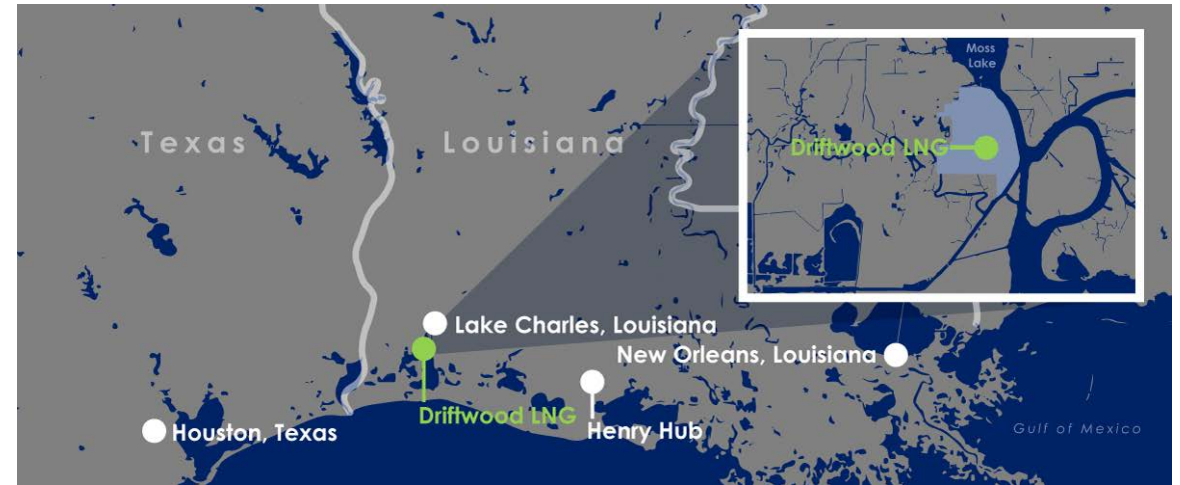 Moss
Lake
Driftwood LNG
Texas
Louisiana
Lake Charles, Louisiana
New Orleans, Louisiana
Driftwood LNG
Henry Hub
Houston, Texas
Gulf of Mexico